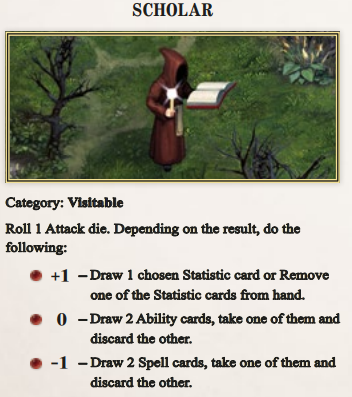 SCHOLAR
Category: Visitable
Roll 1 Attack die. Depending on the result, do the
following:
+1 – Draw 1 chosen Statistic card or Remove
one of the Statistic cards from hand.
0 – Draw 2 Ability cards, take one of them and
discard the other.
-1 – Draw 2 Spell cards, take one of them and
discard the other.